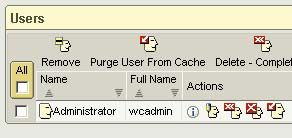 Users
Remove Purge User From Cache Delete - Complet
All
Name Full Name Actions
Administrator wcadmin